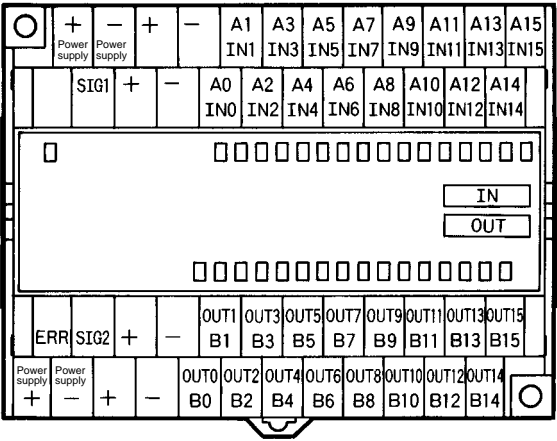 + − + − A1 A3 A5 A7 A9 A11 A13 A15
Power supply Power supply IN1 IN3 IN5 IN7 IN9 IN11 IN13 IN15
SIG1 + − A0 A2 A4 A6 A8 A10 A12 A14
IN0 IN2 IN4 IN6 IN8 IN10 IN12 IN14
IN
OUT
OUT1 OUT3 OUT5 OUT7 OUT9 OUT11 OUT13 OUT15
ERR SIG2 + − B1 B3 B5 B7 B9 B11 B13 B15
Power supply Power supply OUT0 OUT2 OUT4 OUT6 OUT8 OUT10 OUT12 OUT14
+ − + − B0 B2 B4 B6 B8 B10 B12 B14